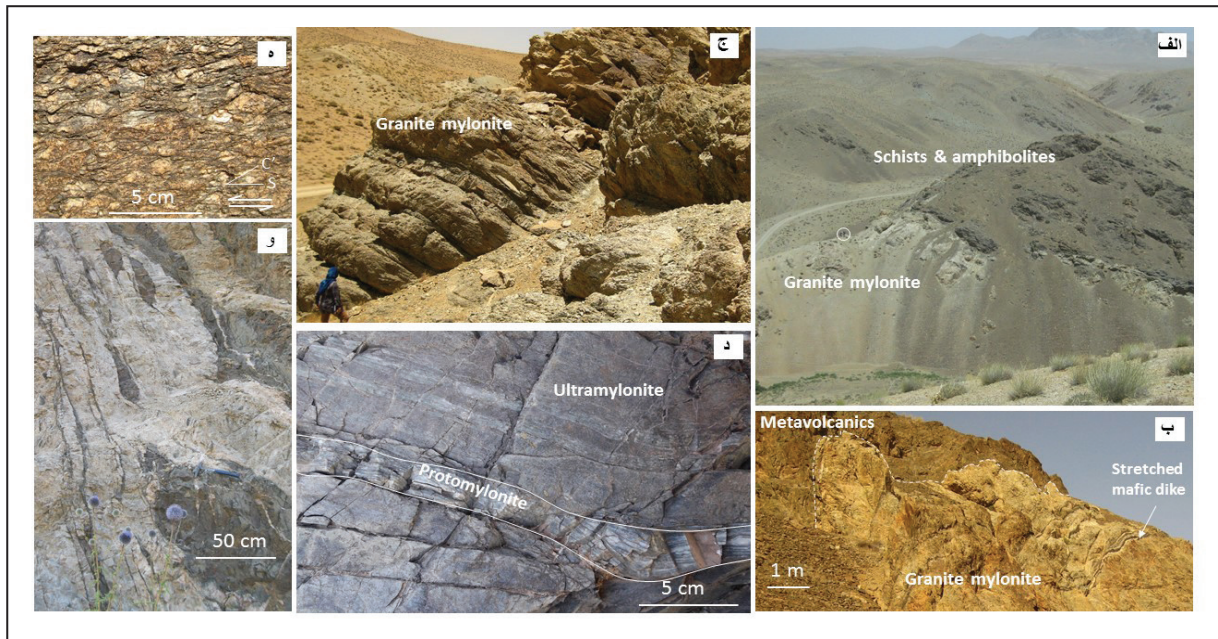 الف
Schists & amphibolites
Granite mylonite
ب
Metavolcanics
Stretched
mafic dike
1 m
Granite mylonite
ج
Granite mylonite
د
Ultramylonite
Protomylonite
5 cm
ه
C'
S
5 cm
و
50 cm